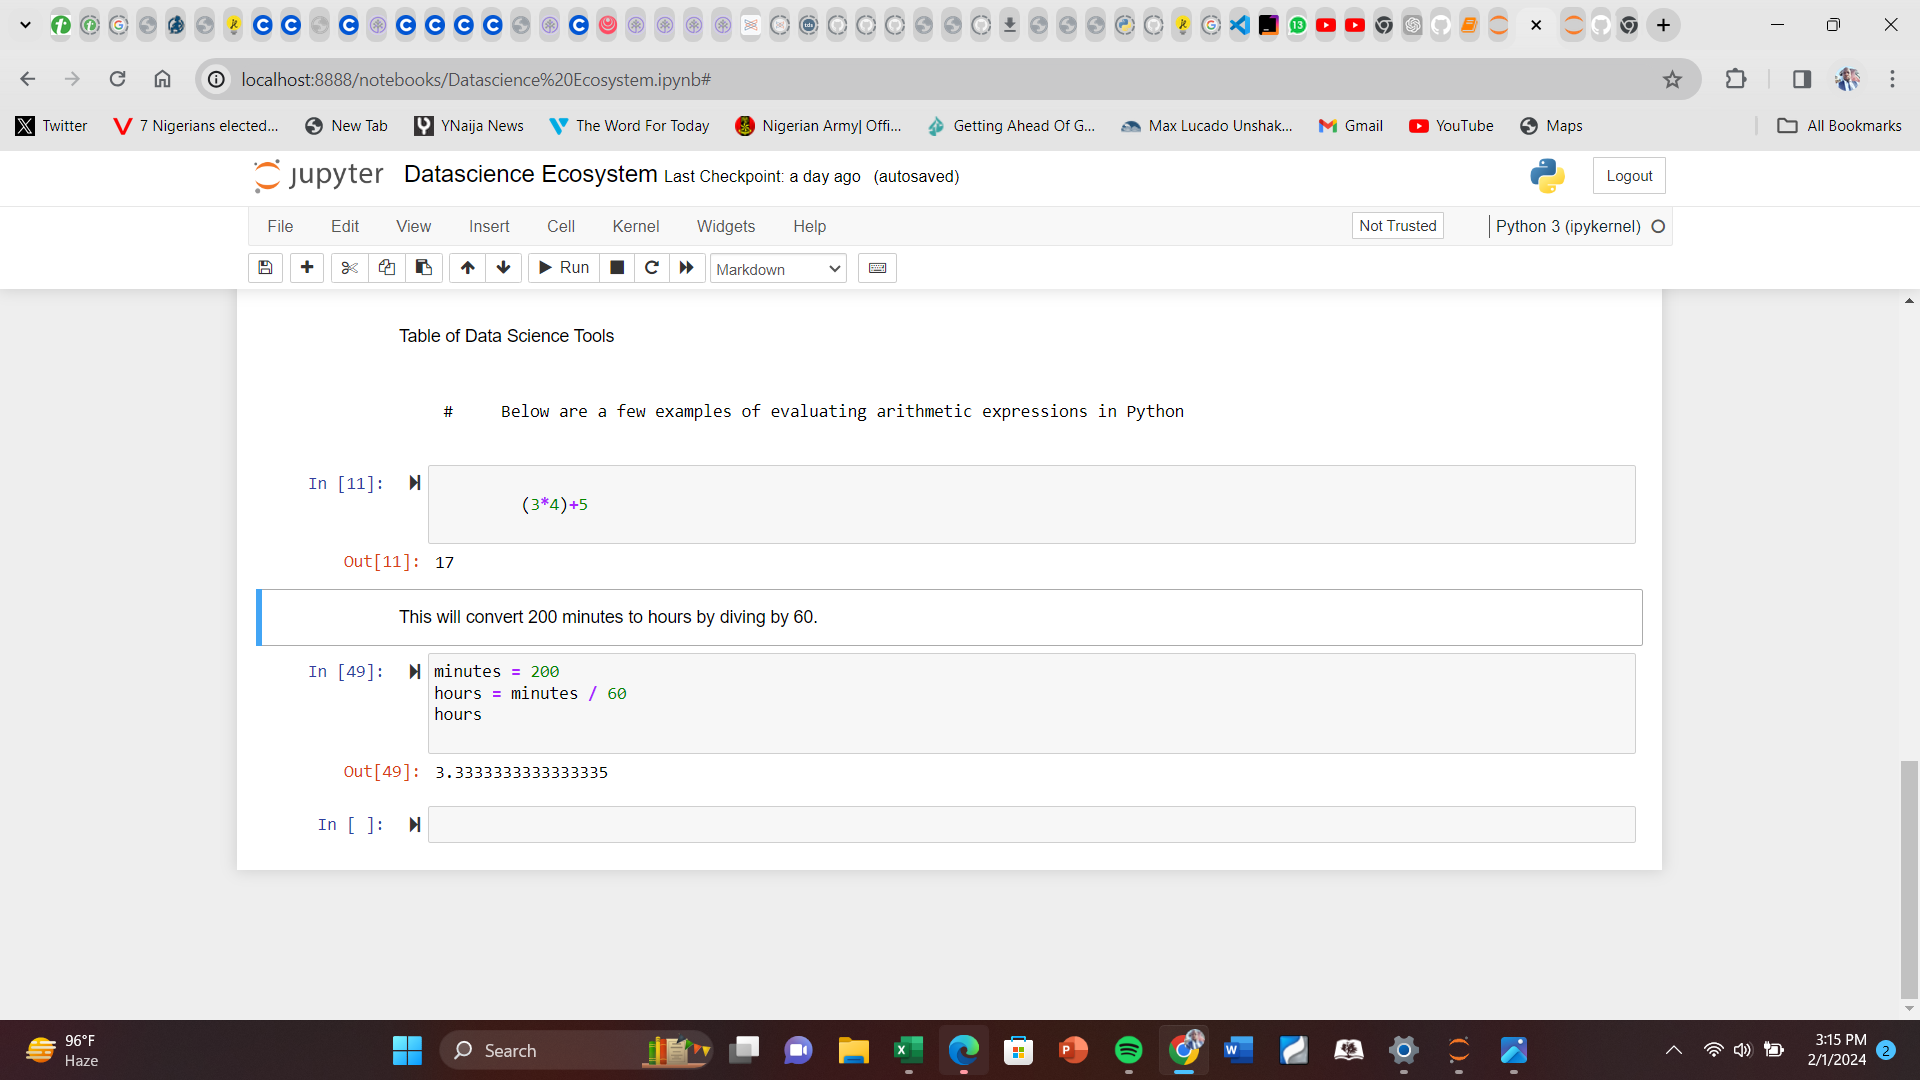 localhost:8888/notebooks/Datascience%20Ecosystem.ipynb#
Twitter
7 Nigerians elected...
New Tab
YNaija News
The Word For Today
Nigerian Army| Offi...
Getting Ahead Of G...
Max Lucado Unshak...
Gmail
YouTube
Maps
All Bookmarks
jupyter Datascience Ecosystem Last Checkpoint: a day ago (autosaved)
Logout
File Edit View Insert Cell Kernel Widgets Help
Not Trusted
Python 3 (ipykernel)
Run
Markdown
Table of Data Science Tools
# Below are a few examples of evaluating arithmetic expressions in Python
In [11]:
(3*4)+5
Out[11]: 17
This will convert 200 minutes to hours by diving by 60.
In [49]:
minutes = 200
hours = minutes / 60
hours
Out[49]: 3.3333333333333335
In [ ]:
96°F
Haze
Search
3:15 PM
2/1/2024
2